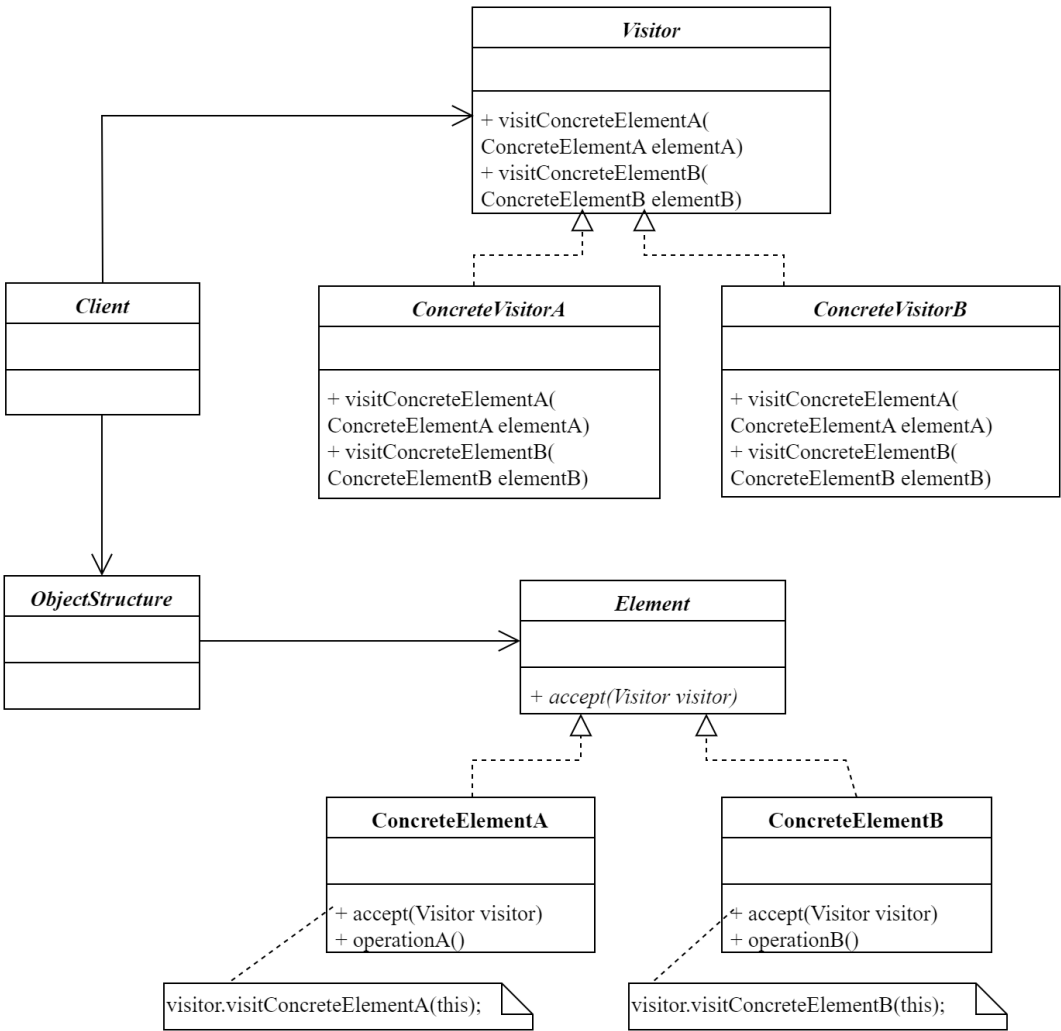 Visitor
+ visitConcreteElementA(
ConcreteElementA elementA)
+ visitConcreteElementB(
ConcreteElementB elementB)
Client
ConcreteVisitorA
+ visitConcreteElementA(
ConcreteElementA elementA)
+ visitConcreteElementB(
ConcreteElementB elementB)
ConcreteVisitorB
+ visitConcreteElementA(
ConcreteElementA elementA)
+ visitConcreteElementB(
ConcreteElementB elementB)
ObjectStructure
Element
+ accept(Visitor visitor)
ConcreteElementA
+ accept(Visitor visitor)
+ operationA()
ConcreteElementB
+ accept(Visitor visitor)
+ operationB()
visitor.visitConcreteElementA(this);
visitor.visitConcreteElementB(this);